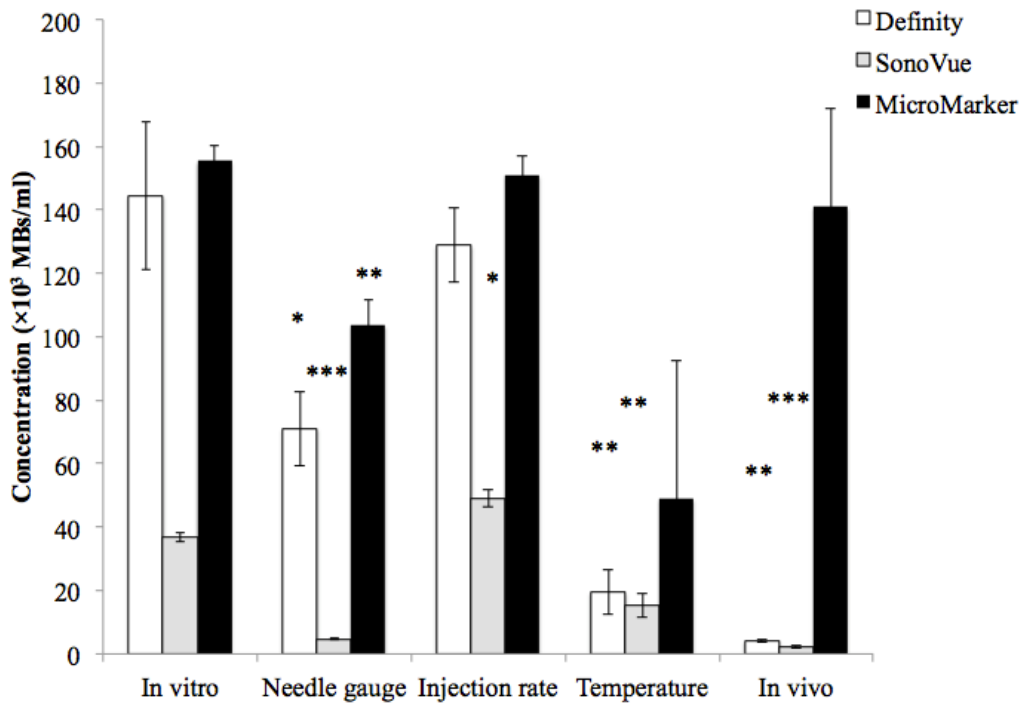 Concentration (×10³ MBs/ml)
200
180
160
140
120
100
80
60
40
20
0
Definity
SonoVue
MicroMarker
*
***
**
*
**
**
**
***
In vitro
Needle gauge
Injection rate
Temperature
In vivo